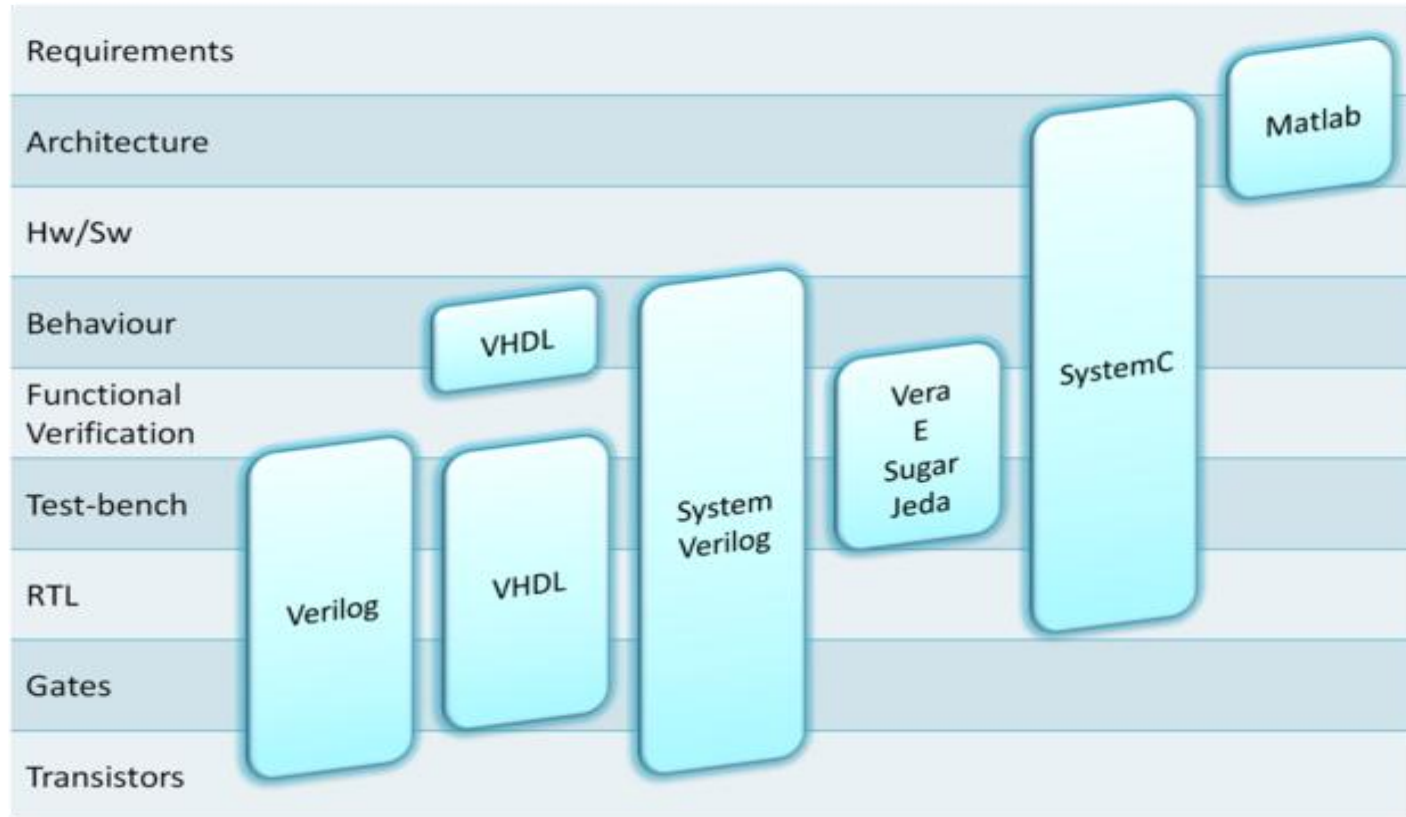 Requirements
Architecture
Hw/Sw
Behaviour
Functional
Verification
Test-bench
RTL
Gates
Transistors
Verilog
VHDL
VHDL
System
Verilog
Vera
E
Sugar
Jeda
SystemC
Matlab